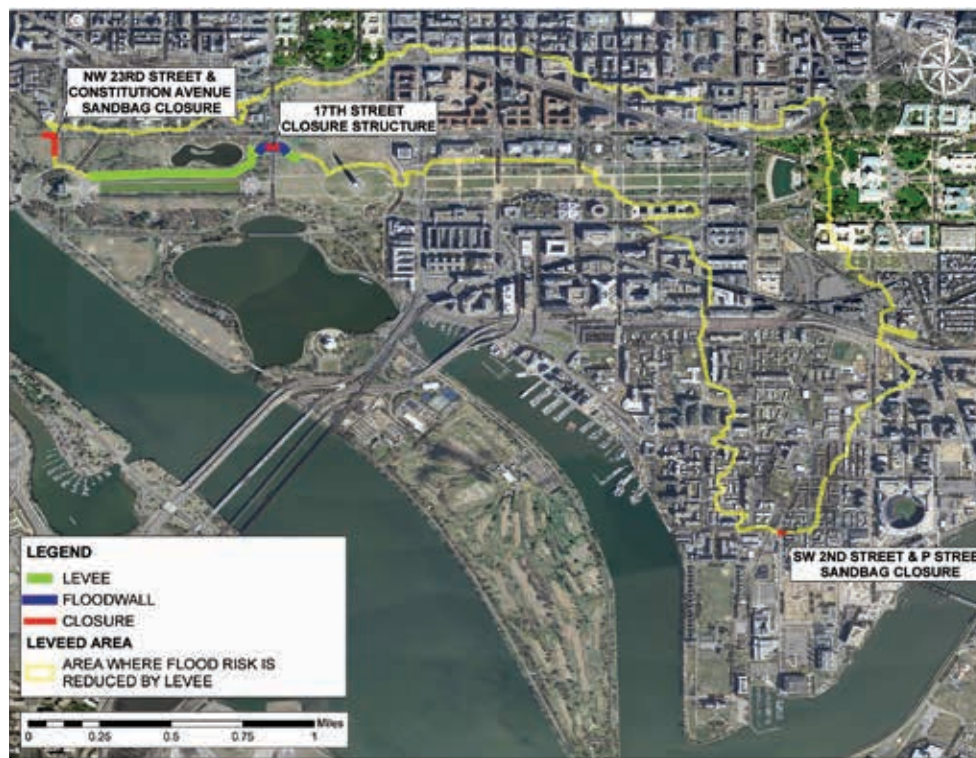 NW 23RD STREET &
CONSTITUTION AVENUE
SANDBAG CLOSURE
17TH STREET
CLOSURE STRUCTURE
SW 2ND STREET & P STREE
SANDBAG CLOSURE
LEGEND
LEVEE
FLOODWALL
CLOSURE
LEVEED AREA
AREA WHERE FLOOD RISK IS
REDUCED BY LEVEE
Miles
0 0.25 0.5 0.75 1